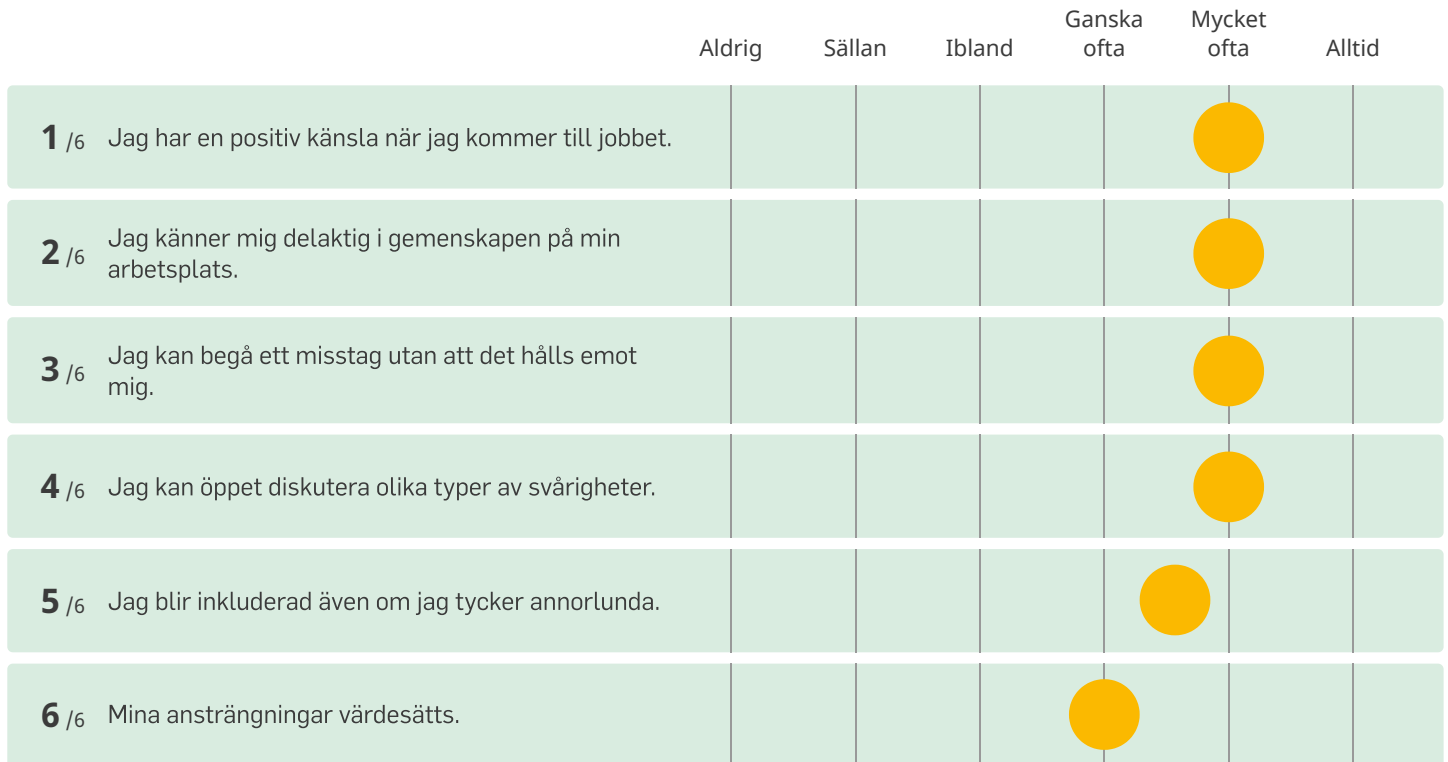 Aldrig Sällan Ibland Ganska ofta Mycket ofta Alltid
1 /6 Jag har en positiv känsla när jag kommer till jobbet.
2 /6 Jag känner mig delaktig i gemenskapen på min
arbetsplats.
3 /6 Jag kan begå ett misstag utan att det hålls emot
mig.
4 /6 Jag kan öppet diskutera olika typer av svårigheter.
5 /6 Jag blir inkluderad även om jag tycker annorlunda.
6 /6 Mina ansträngningar värdesätts.